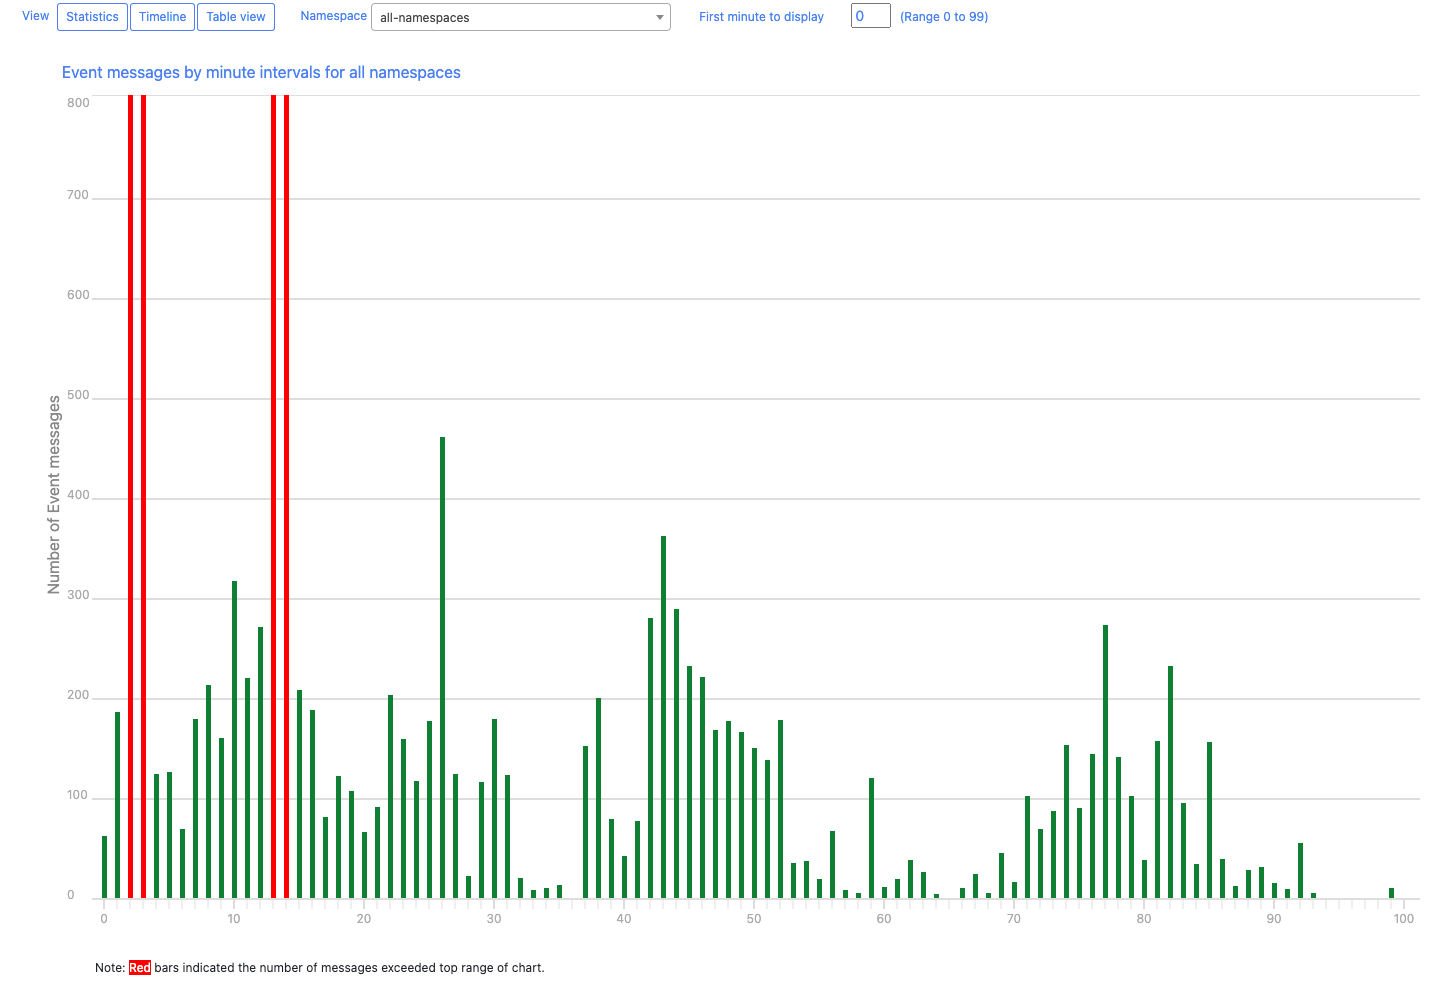 View Statistics Timeline Table view Namespace all-namespaces First minute to display 0 (Range 0 to 99)
Event messages by minute intervals for all namespaces
Number of Event messages
800
700
600
500
400
300
200
100
0
0 10 20 30 40 50 60 70 80 90 100
Note: Red bars indicated the number of messages exceeded top range of chart.